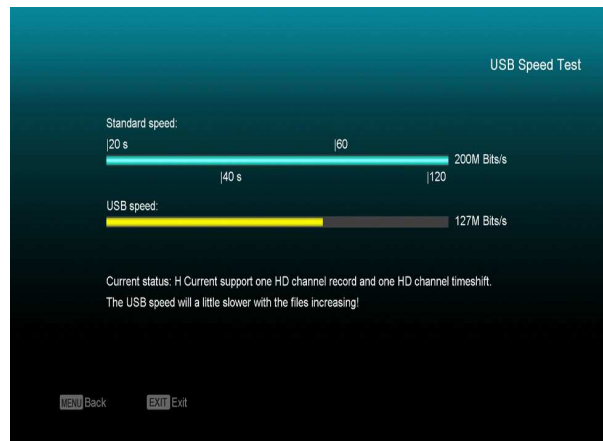 USB Speed Test
Standard speed:
|20 s |60
200M Bits/s
|40 s |120
USB speed:
127M Bits/s
Current status: H Current support one HD channel record and one HD channel timeshift.
The USB speed will a little slower with the files increasing!
MENU Back EXIT Exit